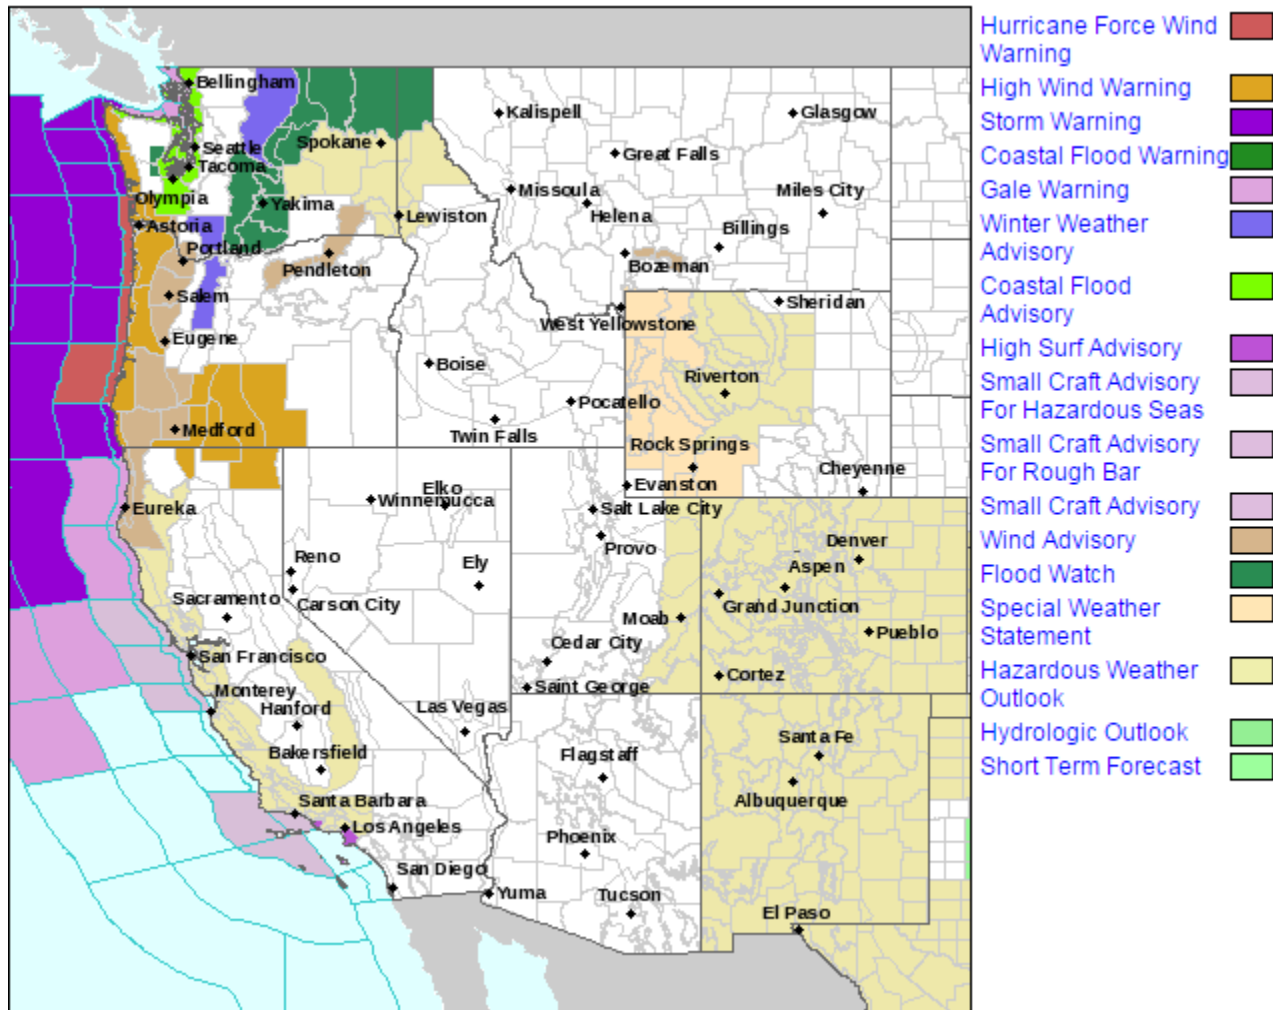 Bellingham
Kalispell
Glasgow
Seattle
Spokane
Great Falls
Tacoma
Missoula
Miles City
Olympia
Yakima
Lewiston
Helena
Astoria
Billings
Portland
Pendleton
Bozeman
Salem
Sheridan
West Yellowstone
Eugene
Boise
Riverton
Pocatello
Medford
Twin Falls
Rock Springs
Cheyenne
Evanston
Elko
Winnemucca
Eureka
Salt Lake City
Provo
Denver
Reno
Ely
Aspen
Sacramento
Carson City
Grand Junction
Moab
Pueblo
Cedar City
San Francisco
Cortez
Saint George
Monterey
Hanford
Las Vegas
Santa Fe
Bakersfield
Flagstaff
Albuquerque
Santa Barbara
Los Angeles
Phoenix
San Diego
Yuma
Tucson
El Paso
Hurricane Force Wind
Warning
High Wind Warning
Storm Warning
Coastal Flood Warning
Gale Warning
Winter Weather
Advisory
Coastal Flood
Advisory
High Surf Advisory
Small Craft Advisory
For Hazardous Seas
Small Craft Advisory
For Rough Bar
Small Craft Advisory
Wind Advisory
Flood Watch
Special Weather
Statement
Hazardous Weather
Outlook
Hydrologic Outlook
Short Term Forecast